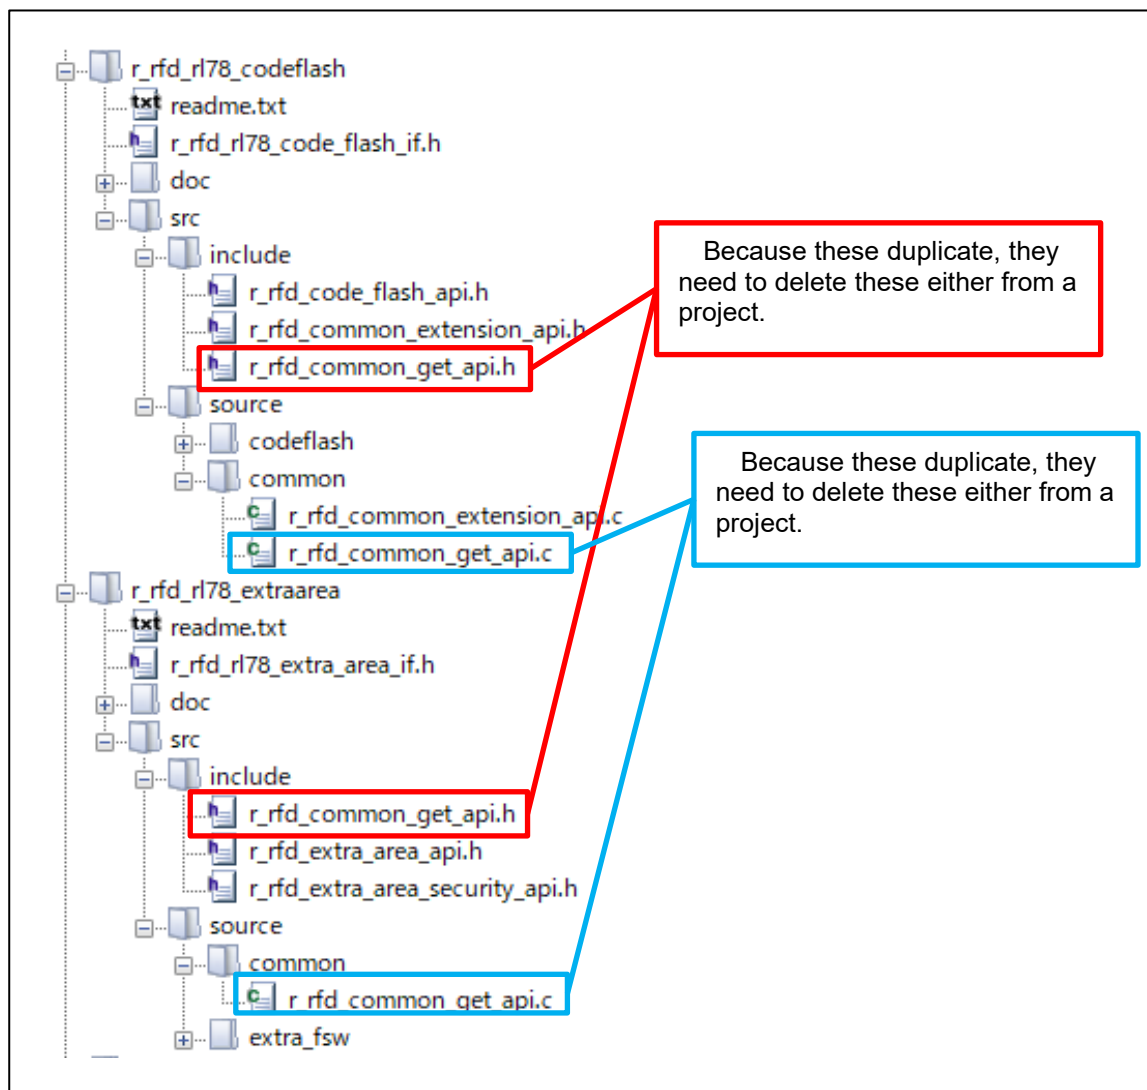 r_rfd_rl78_codeflash
readme.txt
r_rfd_rl78_code_flash_if.h
doc
src
include
r_rfd_code_flash_api.h
r_rfd_common_extension_api.h
r_rfd_common_get_api.h
source
codeflash
common
r_rfd_common_extension_api.c
r_rfd_common_get_api.c
r_rfd_rl78_extraarea
readme.txt
r_rfd_rl78_extra_area_if.h
doc
src
include
r_rfd_common_get_api.h
r_rfd_extra_area_api.h
r_rfd_extra_area_security_api.h
source
common
r_rfd_common_get_api.c
extra_fsw
Because these duplicate, they
need to delete these either from a
project.
Because these duplicate, they
need to delete these either from a
project.